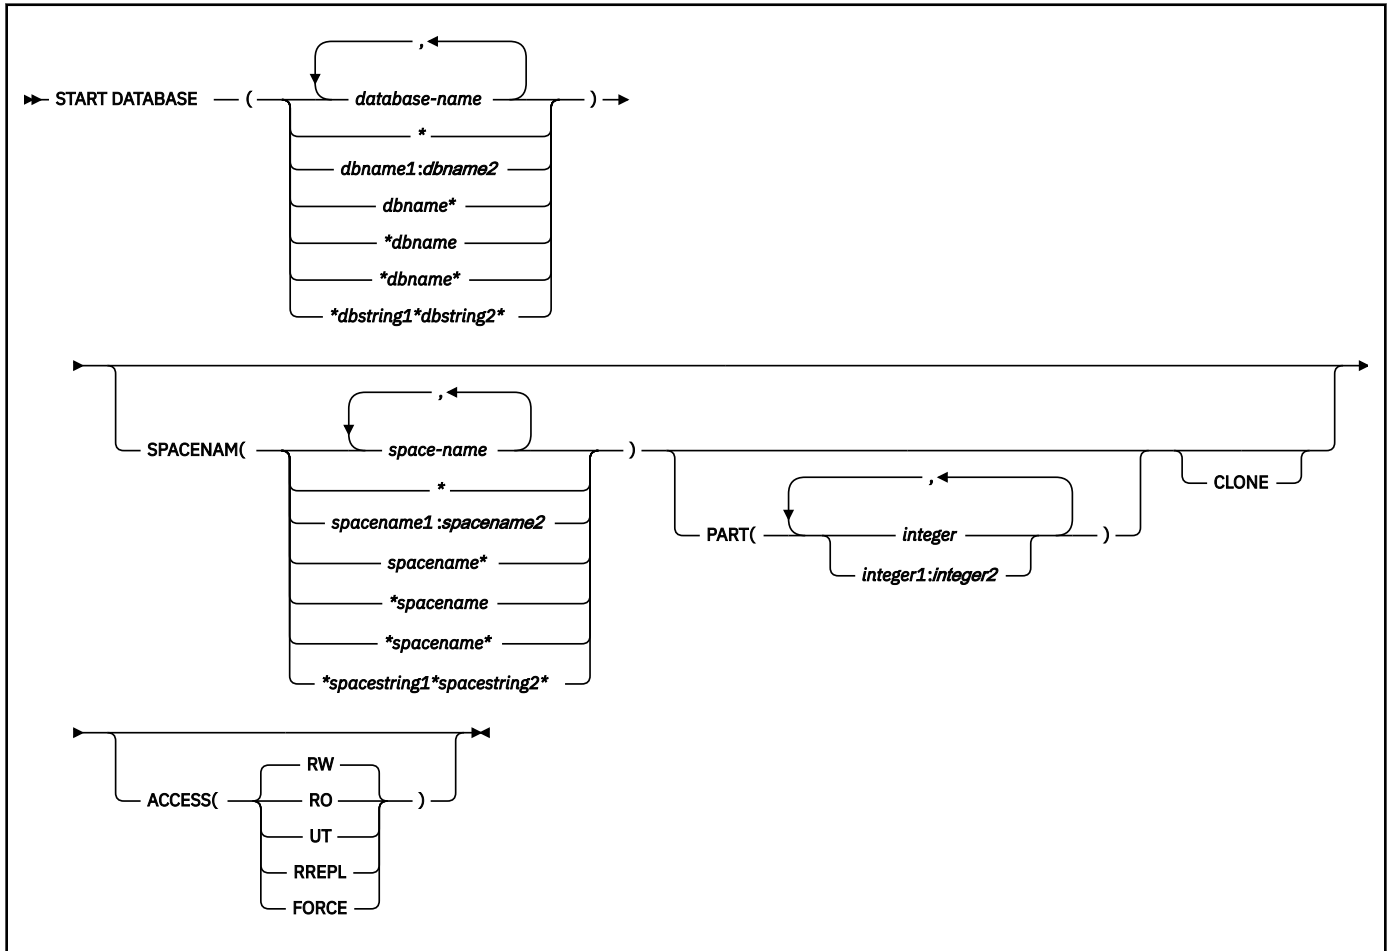 ,
START DATABASE ( database-name )
*
dbname1:dbname2
dbname*
*dbname
*dbname*
*dbstring1*dbstring2*
,
SPACENAM( space-name )
*
CLONE
,
spacename1:spacename2
PART( integer )
spacename*
integer1:integer2
*spacename
*spacename*
*spacestring1*spacestring2*
RW
ACCESS( RO )
UT
RREPL
FORCE